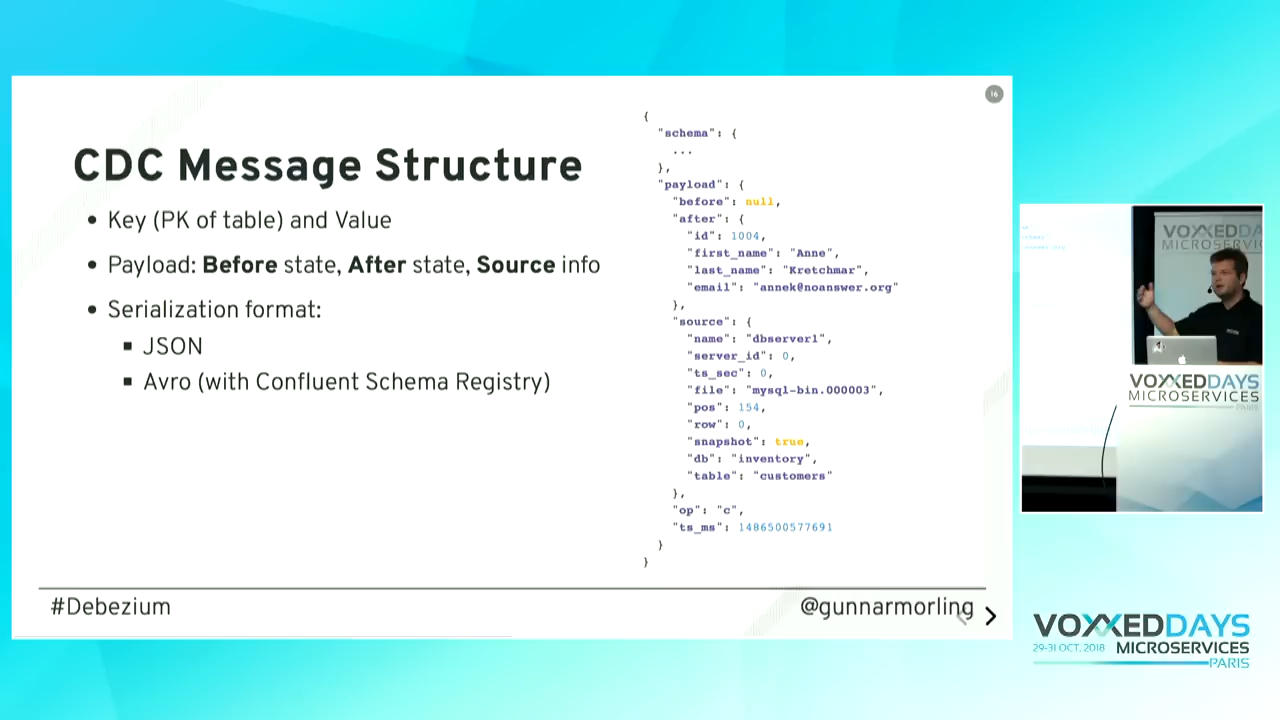 16
CDC Message Structure
• Key (PK of table) and Value
• Payload: Before state, After state, Source info
• Serialization format:
▪ JSON
▪ Avro (with Confluent Schema Registry)
{
"schema": {
...
},
"payload": {
"before": null,
"after": {
"id": 1004,
"first_name": "Anne",
"last_name": "Kretchmar",
"email": "annek@noanswer.org"
},
"source": {
"name": "dbserver1",
"server_id": 0,
"ts_sec": 0,
"file": "mysql-bin.000003",
"pos": 154,
"row": 0,
"snapshot": true,
"db": "inventory",
"table": "customers"
},
"op": "c",
"ts_ms": 1486500577691
}
}
#Debezium
@gunnarmorling
VOXXEDDA
MICROSERVIC
VOXXEDDAYS
MICROSERVICES
PARIS
VOXXEDDAYS
29-31 OCT, 2018 MICROSERVICES
PARIS